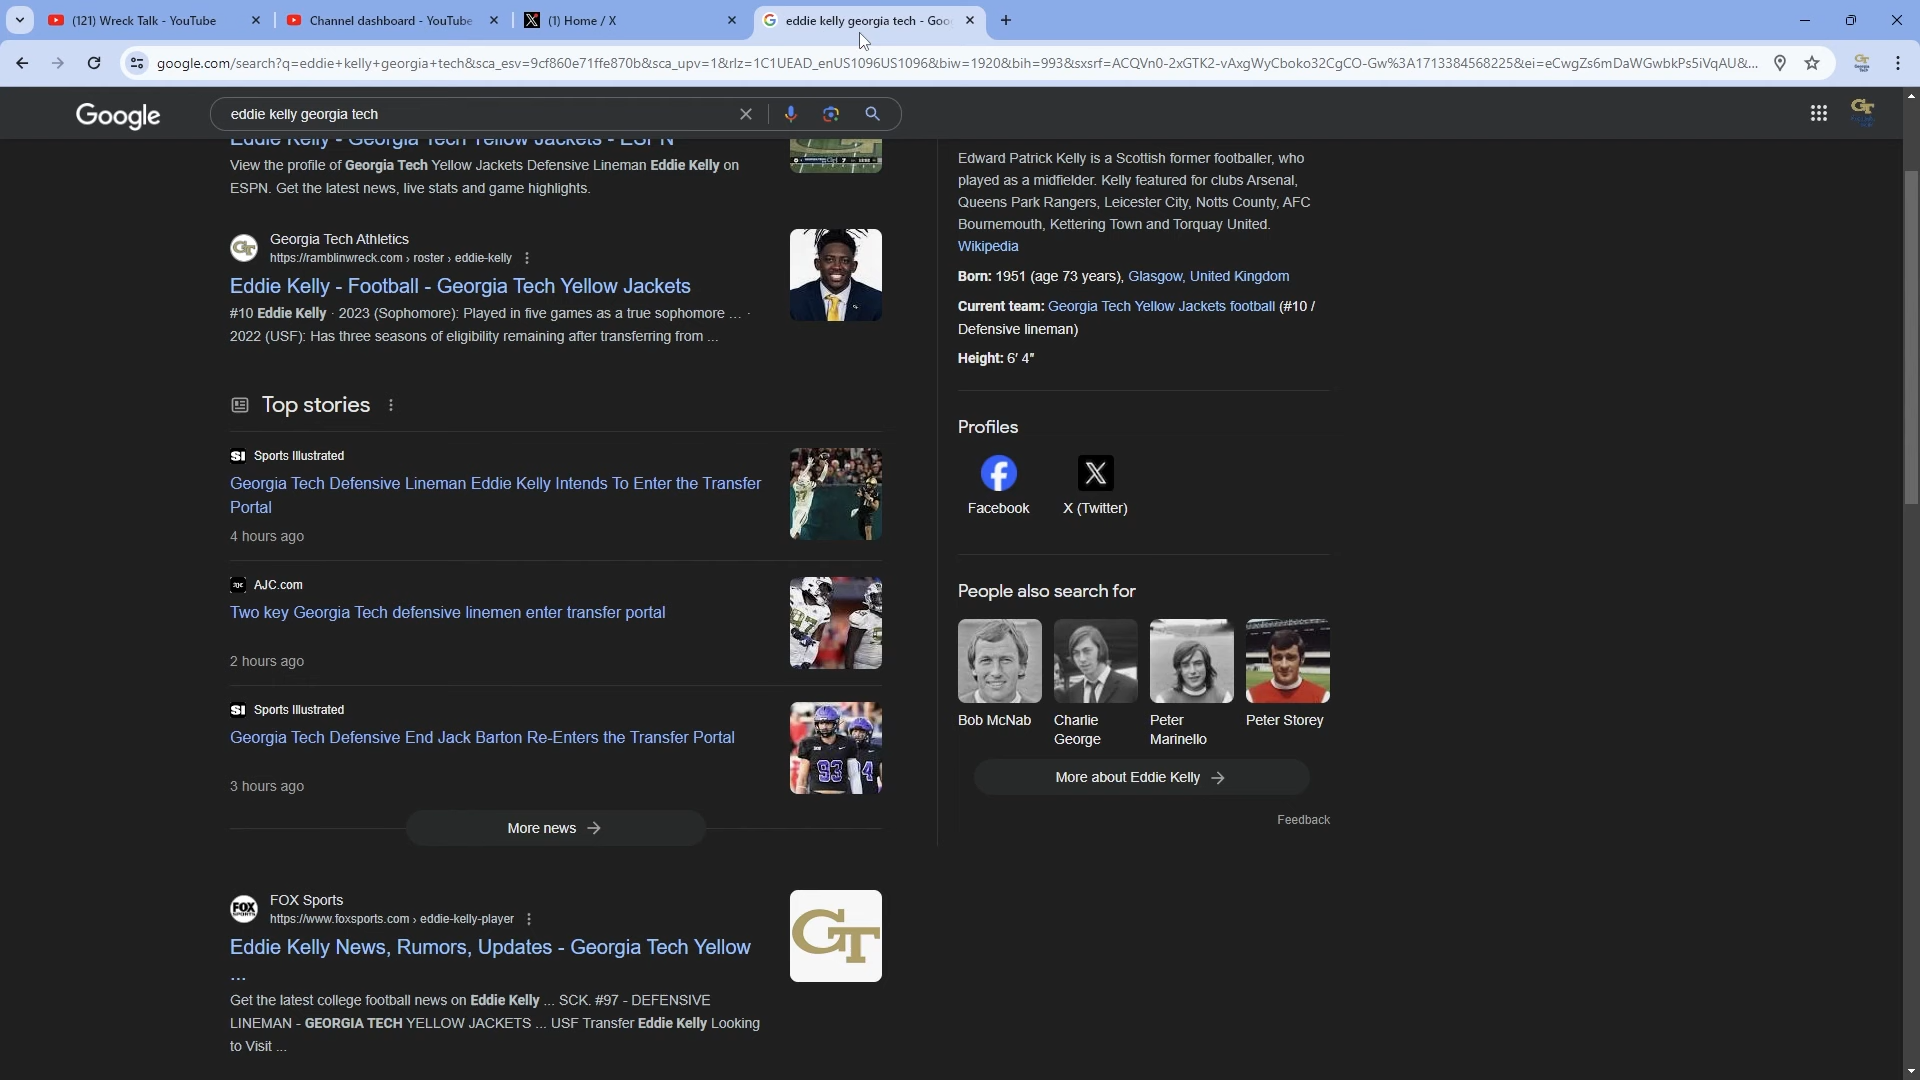 (121) Wreck Talk - YouTube
Channel dashboard - YouTube
(1) Home / X
eddie kelly georgia tech - Goo
google.com/search?q=eddie+kelly+georgia+tech&sca_esv=9cf860e71ffe870b&sca_upv=1&rlz=1C1UEAD_enUS1096US1096&biw=1920&bih=993&sxsrf=ACQVn0-2xGTK2-vAxgWyCboko32CgCO-Gw%3A1713384568225&ei=eCwgZs6mDaWGwbkPs5iVqAU&...
Google
eddie kelly georgia tech
Eddie Kelly - Georgia Tech Yellow Jackets - ESPN
View the profile of Georgia Tech Yellow Jackets Defensive Lineman Eddie Kelly on
ESPN. Get the latest news, live stats and game highlights.
Georgia Tech Athletics
https://ramblinwreck.com › roster › eddie-kelly
Eddie Kelly - Football - Georgia Tech Yellow Jackets
#10 Eddie Kelly · 2023 (Sophomore): Played in five games as a true sophomore ... ·
2022 (USF): Has three seasons of eligibility remaining after transferring from ...
Top stories
SI Sports Illustrated
Georgia Tech Defensive Lineman Eddie Kelly Intends To Enter the Transfer
Portal
4 hours ago
AJC.com
Two key Georgia Tech defensive linemen enter transfer portal
2 hours ago
SI Sports Illustrated
Georgia Tech Defensive End Jack Barton Re-Enters the Transfer Portal
93
3 hours ago
More news
FOX Sports
https://www.foxsports.com › eddie-kelly-player
Eddie Kelly News, Rumors, Updates - Georgia Tech Yellow
...
GT
Get the latest college football news on Eddie Kelly ... SCK. #97 - DEFENSIVE
LINEMAN - GEORGIA TECH YELLOW JACKETS ... USF Transfer Eddie Kelly Looking
to Visit ...
Edward Patrick Kelly is a Scottish former footballer, who
played as a midfielder. Kelly featured for clubs Arsenal,
Queens Park Rangers, Leicester City, Notts County, AFC
Bournemouth, Kettering Town and Torquay United.
Wikipedia
Born: 1951 (age 73 years), Glasgow, United Kingdom
Current team: Georgia Tech Yellow Jackets football (#10 /
Defensive lineman)
Height: 6′ 4″
Profiles
Facebook
X (Twitter)
People also search for
Bob McNab
Charlie
George
Peter
Marinello
Peter Storey
More about Eddie Kelly
Feedback